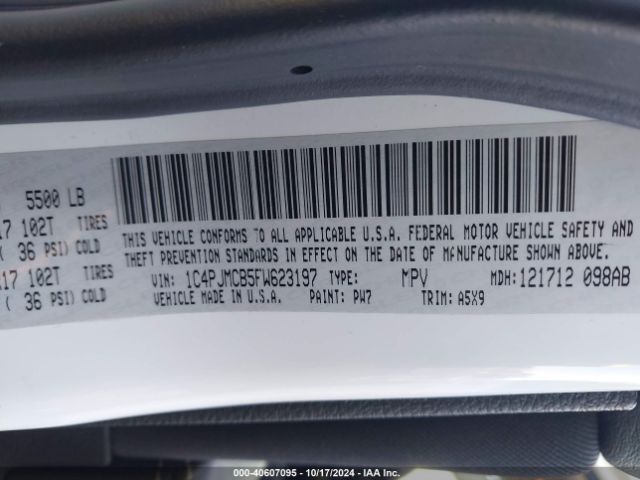 5500 LB
17 102T TIRES
( 36 PSI) COLD
17 102T TIRES
( 36 PSI) COLD
THIS VEHICLE CONFORMS TO ALL APPLICABLE U.S.A. FEDERAL MOTOR VEHICLE SAFETY AND
THEFT PREVENTION STANDARDS IN EFFECT ON THE DATE OF MANUFACTURE SHOWN ABOVE.
VIN: 1C4PJMCB5FW623197 TYPE: MPV MDH: 121712 098AB
VEHICLE MADE IN U.S.A. PAINT: PW7 TRIM: A5X9
000-40607095 - 10/17/2024 - IAA Inc.